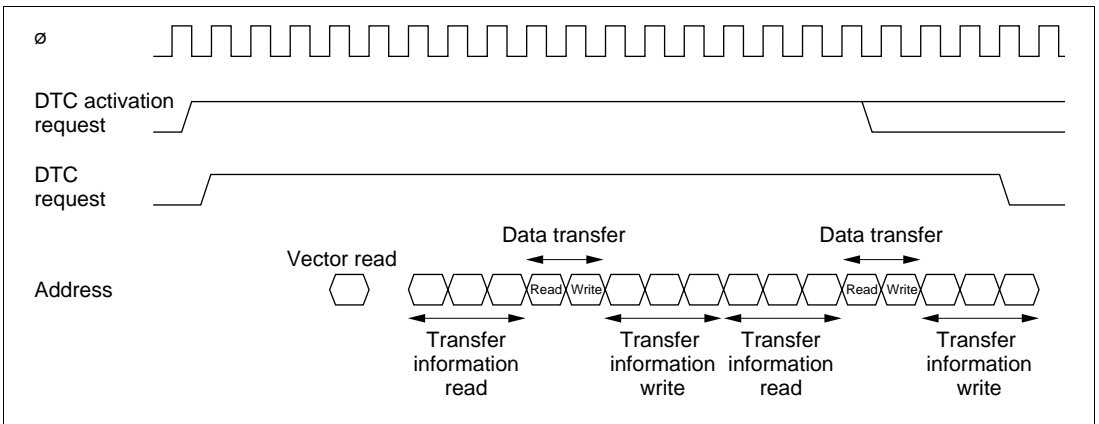 ø
DTC activation
request
DTC
request
Data transfer
Data transfer
Vector read
Address
Read
Write
Read
Write
Transfer
information
read
Transfer
information
write
Transfer
information
read
Transfer
information
write